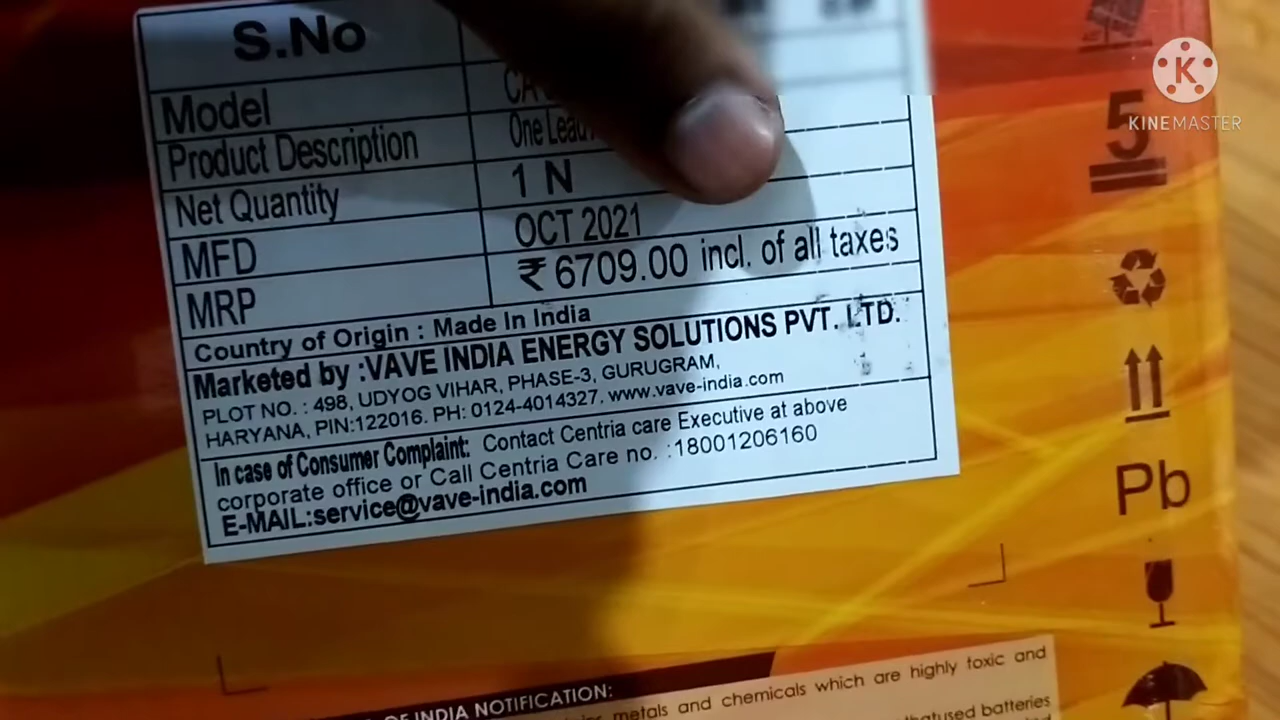 S.No
Model
Product Description One Lead
Net Quantity 1 N
MFD OCT 2021
MRP ₹ 6709.00 incl. of all taxes
Country of Origin : Made In India
Marketed by :VAVE INDIA ENERGY SOLUTIONS PVT. LTD.
PLOT NO. : 498, UDYOG VIHAR, PHASE-3, GURUGRAM,
HARYANA, PIN:122016. PH: 0124-4014327. www.vave-india.com
In case of Consumer Complaint: Contact Centria care Executive at above
corporate office or Call Centria Care no. :18001206160
E-MAIL:service@vave-india.com
K
KINEMASTER
5
Pb
OF INDIA NOTIFICATION:
metals and chemicals which are highly toxic and
batteries